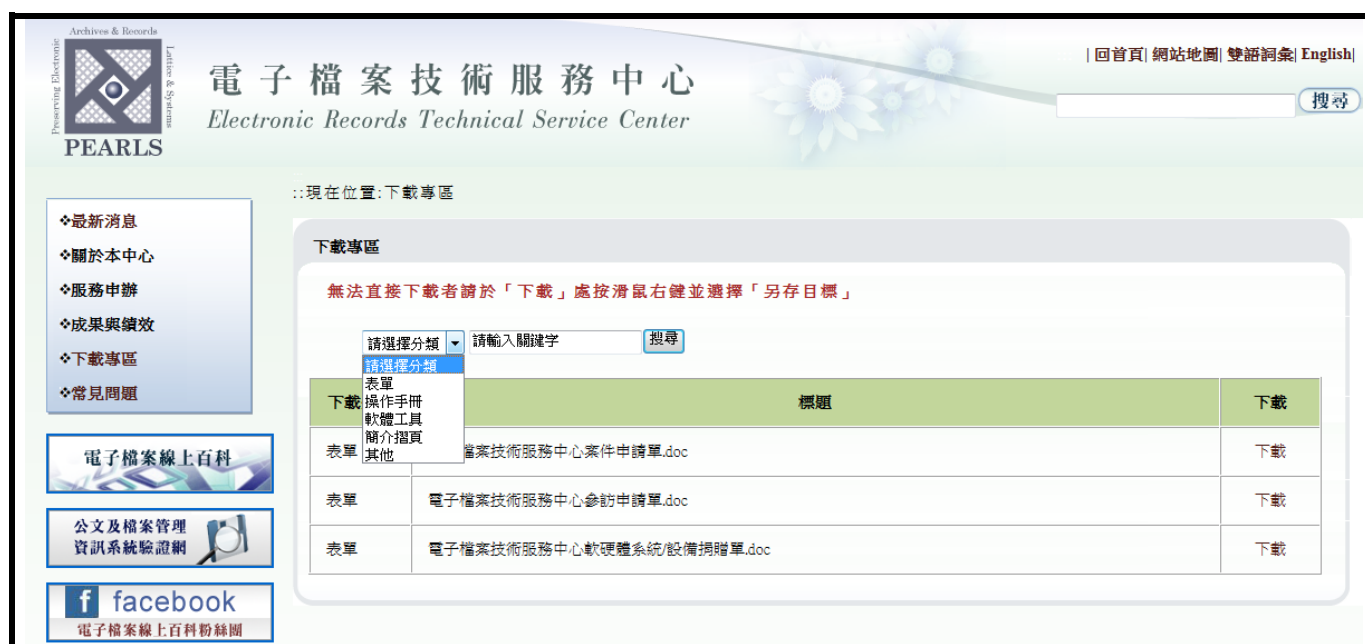 Archives & Records
Preserving Electronic
Lattice & Systems
PEARLS
電子檔案技術服務中心
Electronic Records Technical Service Center
|回首頁|網站地圖|雙語詞彙|English|
搜尋
::現在位置:下載專區
❖最新消息
❖關於本中心
❖服務申辦
❖成果與績效
❖下載專區
❖常見問題
電子檔案線上百科
公文及檔案管理
資訊系統驗證網
f facebook
電子檔案線上百科粉絲團
下載專區
無法直接下載者請於「下載」處按滑鼠右鍵並選擇「另存目標」
請選擇分類 請輸入關鍵字 搜尋
請選擇分類
表單
操作手冊
軟體工具
簡介摺頁
其他
下載 標題 下載
表單 檔案技術服務中心案件申請單.doc 下載
表單 電子檔案技術服務中心參訪申請單.doc 下載
表單 電子檔案技術服務中心軟硬體系統/設備捐贈單.doc 下載